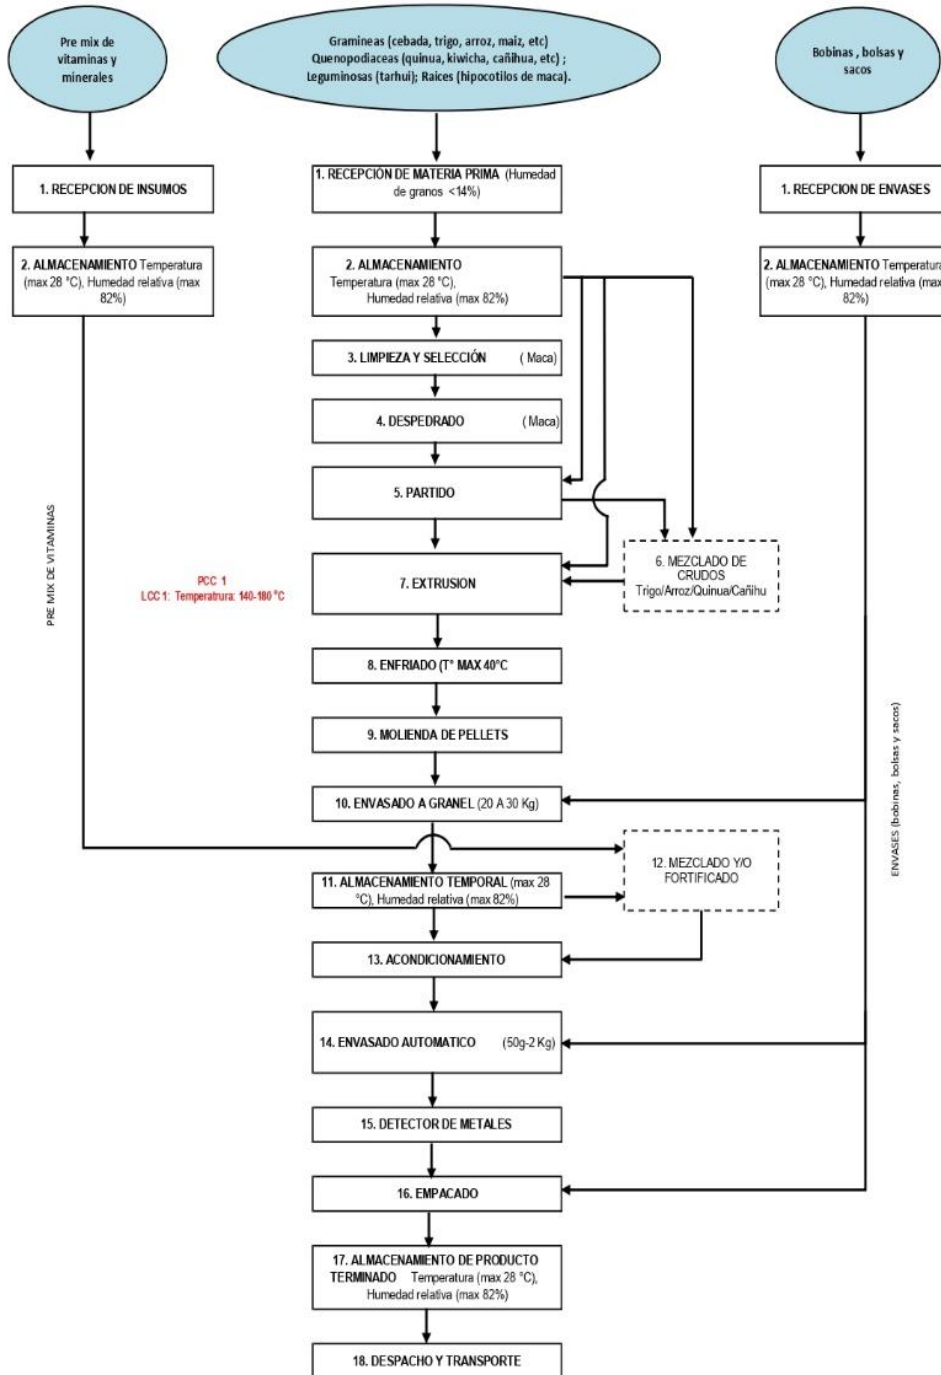 Pre mix de
vitaminas y
minerales
Gramineas (cebada, trigo, arroz, maiz, etc)
Quenopodiaceas (quinua, kiwicha, cañihua, etc) ;
Leguminosas (tarhui); Raices (hipocotilos de maca).
Bobinas , bolsas y
sacos
1. RECEPCION DE INSUMOS
1. RECEPCIÓN DE MATERIA PRIMA (Humedad
de granos <14%)
1. RECEPCION DE ENVASES
2. ALMACENAMIENTO Temperatura
(max 28 °C), Humedad relativa (max
82%)
2. ALMACENAMIENTO
Temperatura (max 28 °C),
Humedad relativa (max 82%)
2. ALMACENAMIENTO Temperatura
(max 28 °C), Humedad relativa (max
82%)
3. LIMPIEZA Y SELECCIÓN ( Maca)
4. DESPEDRADO ( Maca)
5. PARTIDO
6. MEZCLADO DE
CRUDOS
Trigo/Arroz/Quinua/Cañihu
7. EXTRUSION
PCC 1
LCC 1: Temperatrura: 140-180 °C
PRE MIX DE VITAMINAS
8. ENFRIADO (T° MAX 40°C
9. MOLIENDA DE PELLETS
10. ENVASADO A GRANEL (20 A 30 Kg)
ENVASES (bobinas, bolsas y sacos)
12. MEZCLADO Y/O
FORTIFICADO
11. ALMACENAMIENTO TEMPORAL (max 28
°C), Humedad relativa (max 82%)
13. ACONDICIONAMIENTO
14. ENVASADO AUTOMATICO (50g-2 Kg)
15. DETECTOR DE METALES
16. EMPACADO
17. ALMACENAMIENTO DE PRODUCTO
TERMINADO Temperatura (max 28 °C),
Humedad relativa (max 82%)
18. DESPACHO Y TRANSPORTE